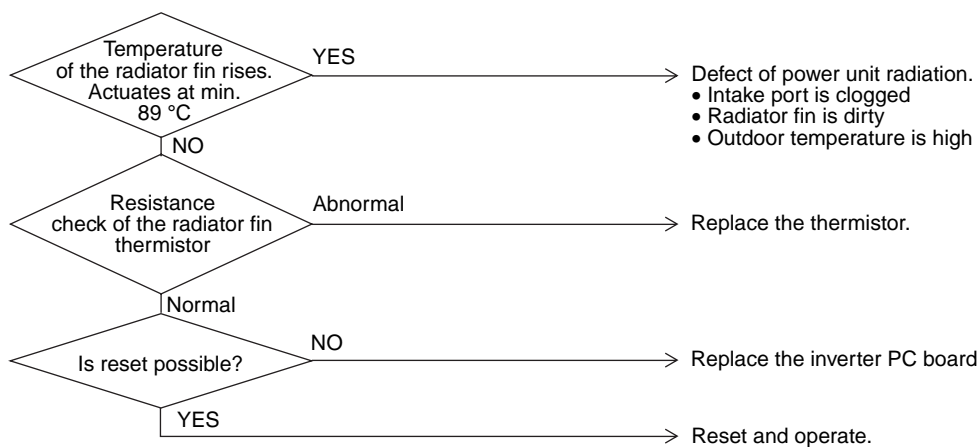 Temperature
of the radiator fin rises.
Actuates at min.
89 °C
YES
Defect of power unit radiation.
• Intake port is clogged
• Radiator fin is dirty
• Outdoor temperature is high
NO
Resistance
check of the radiator fin
thermistor
Abnormal
Replace the thermistor.
Normal
Is reset possible?
NO
Replace the inverter PC board
YES
Reset and operate.